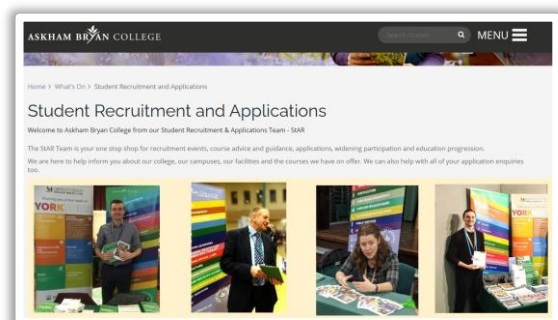 ASKHAM BRYAN COLLEGE
Search courses
MENU
Home > What's On > Student Recruitment and Applications
Student Recruitment and Applications
Welcome to Askham Bryan College from our Student Recruitment & Applications Team - StAR
The StAR Team is your one stop shop for recruitment events, course advice and guidance, applications, widening participation and education progression.
We are here to help inform you about our college, our campuses, our facilities and the courses we have on offer. We can also help with all of your application enquiries
too.
YORK
YORK